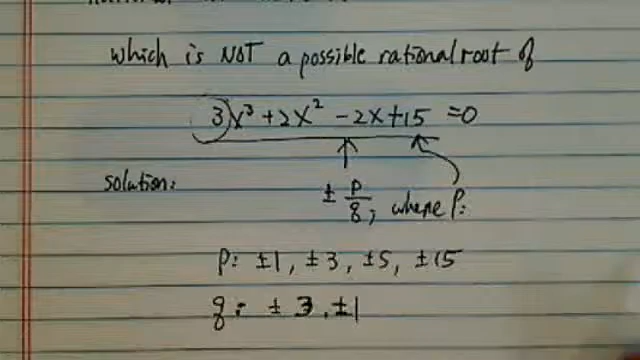 which is NOT a possible rational root of
3x³ + 2x² - 2x + 15 = 0
solution:
± p/q, where p:
p: ±1, ±3, ±5, ±15
q: ±3, ±1